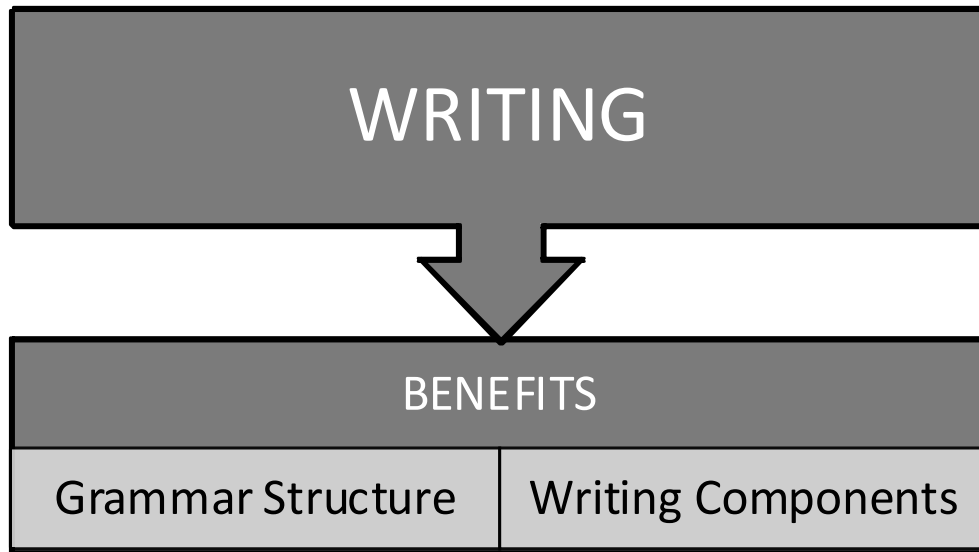 WRITING
BENEFITS
Grammar Structure
Writing Components